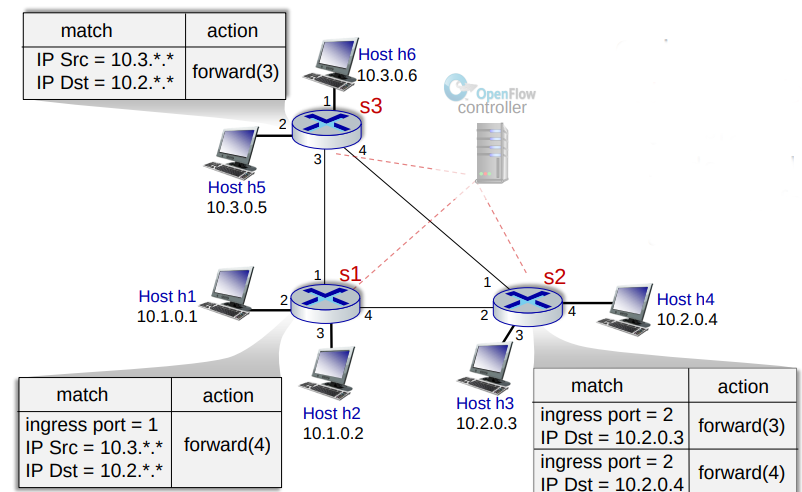 match action
IP Src = 10.3.*.*
IP Dst = 10.2.*.*
forward(3)
Host h6
10.3.0.6
OpenFlow
controller
1
s3
2
3
4
Host h5
10.3.0.5
1
s1
2
3
4
Host h1
10.1.0.1
Host h2
10.1.0.2
1
s2
2
3
4
Host h4
10.2.0.4
Host h3
10.2.0.3
match action
ingress port = 1
IP Src = 10.3.*.*
IP Dst = 10.2.*.*
forward(4)
match action
ingress port = 2
IP Dst = 10.2.0.3
forward(3)
ingress port = 2
IP Dst = 10.2.0.4
forward(4)